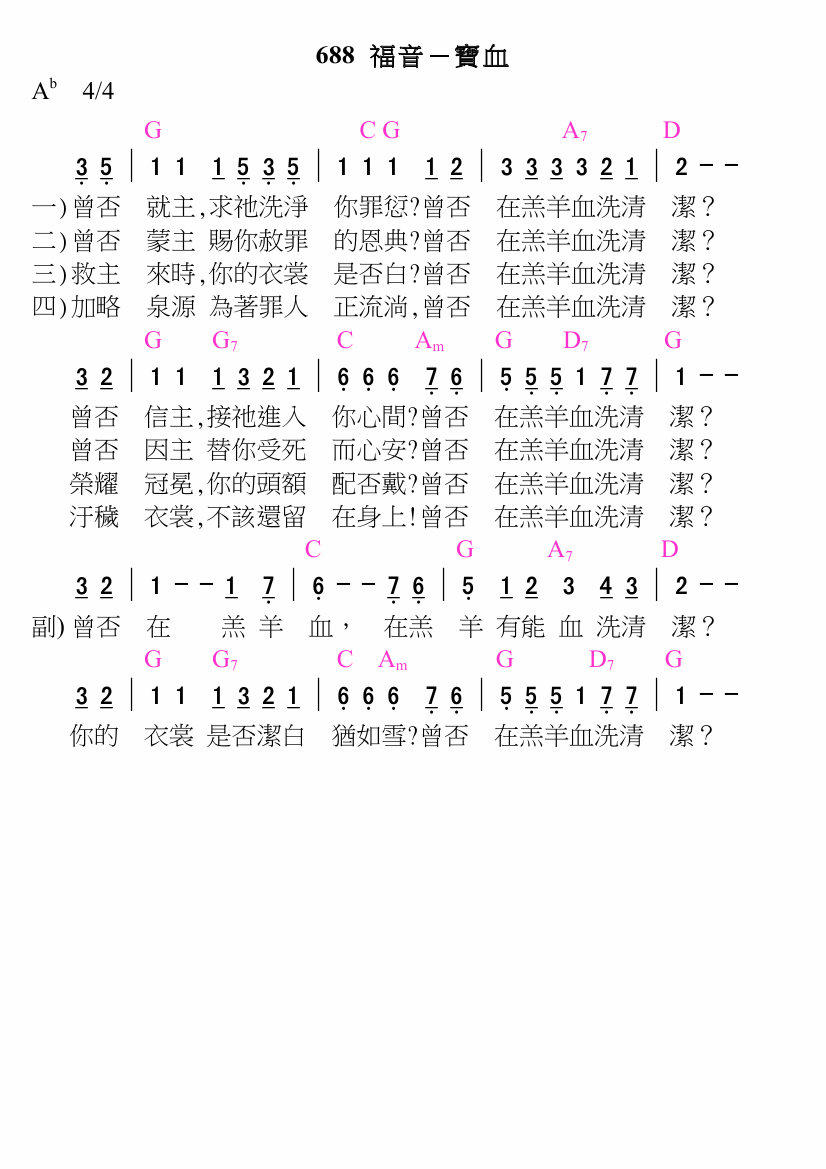 688 福音－寶血
A♭ 4/4
G C G A7 D
3 5 | 1 1 1 5 3 5 | 1 1 1 1 2 | 3 3 3 3 2 1 | 2 － －
一)曾否 就主,求祂洗淨 你罪愆?曾否 在羔羊血洗清 潔？
二)曾否 蒙主 賜你赦罪 的恩典?曾否 在羔羊血洗清 潔？
三)救主 來時,你的衣裳 是否白?曾否 在羔羊血洗清 潔？
四)加略 泉源 為著罪人 正流淌,曾否 在羔羊血洗清 潔？
G G7 C Am G D7 G
3 2 | 1 1 1 3 2 1 | 6 6 6 7 6 | 5 5 5 1 7 7 | 1 － －
曾否 信主,接祂進入 你心間?曾否 在羔羊血洗清 潔？
曾否 因主 替你受死 而心安?曾否 在羔羊血洗清 潔？
榮耀 冠冕,你的頭額 配否戴?曾否 在羔羊血洗清 潔？
汙穢 衣裳,不該還留 在身上!曾否 在羔羊血洗清 潔？
C G A7 D
3 2 | 1 － － 1 7 | 6 － － 7 6 | 5 1 2 3 4 3 | 2 － －
副)曾否 在 羔 羊 血， 在羔 羊 有能 血 洗清 潔？
G G7 C Am G D7 G
3 2 | 1 1 1 3 2 1 | 6 6 6 7 6 | 5 5 5 1 7 7 | 1 － －
你的 衣裳 是否潔白 猶如雪?曾否 在羔羊血洗清 潔？